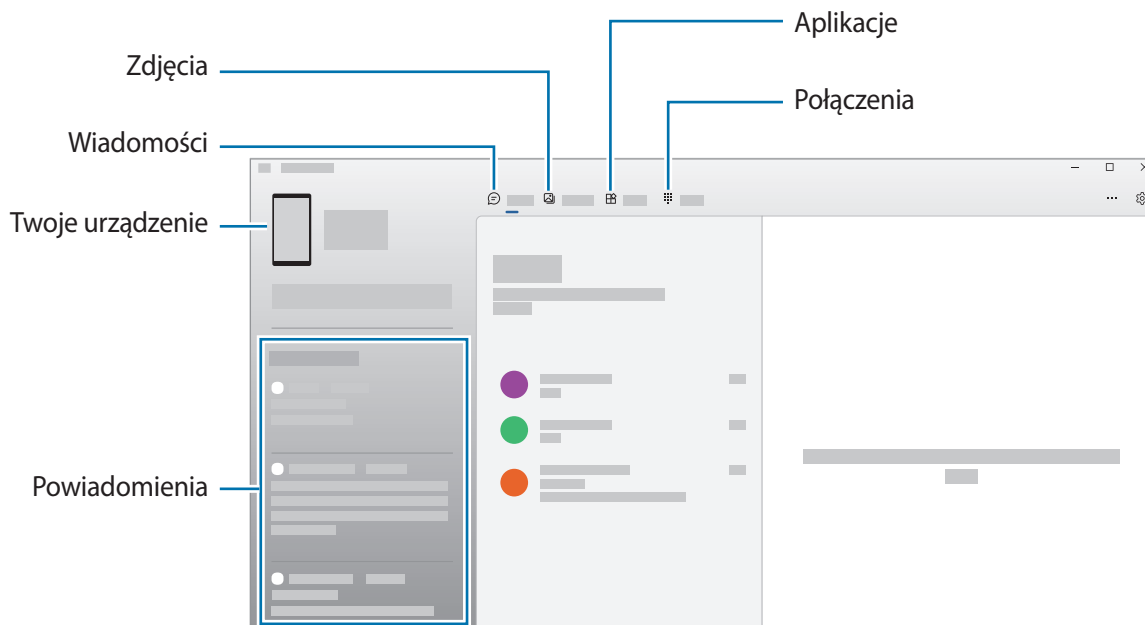 Aplikacje
Zdjęcia
Połączenia
Wiadomości
Twoje urządzenie
Powiadomienia